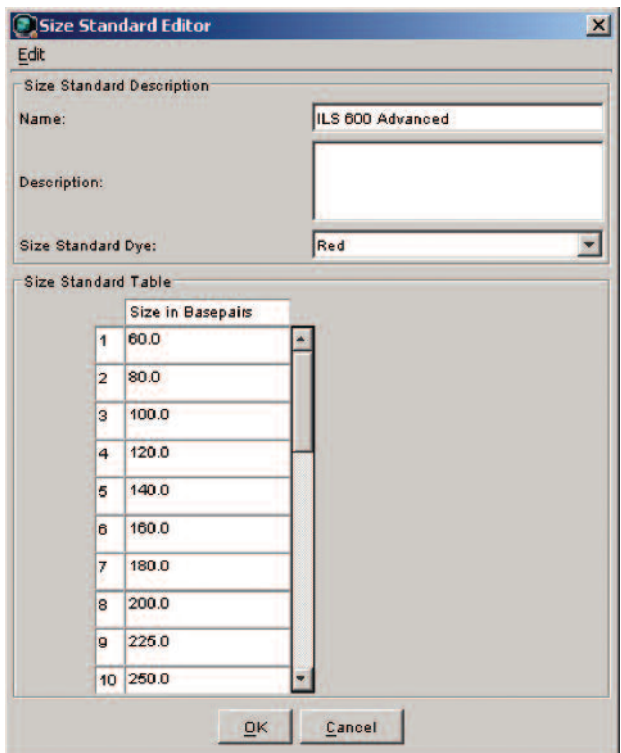 Size Standard Editor
Edit
Size Standard Description
Name: ILS 600 Advanced
Description:
Size Standard Dye: Red
Size Standard Table
Size in Basepairs
1 60.0
2 80.0
3 100.0
4 120.0
5 140.0
6 160.0
7 180.0
8 200.0
9 225.0
10 250.0
OK Cancel